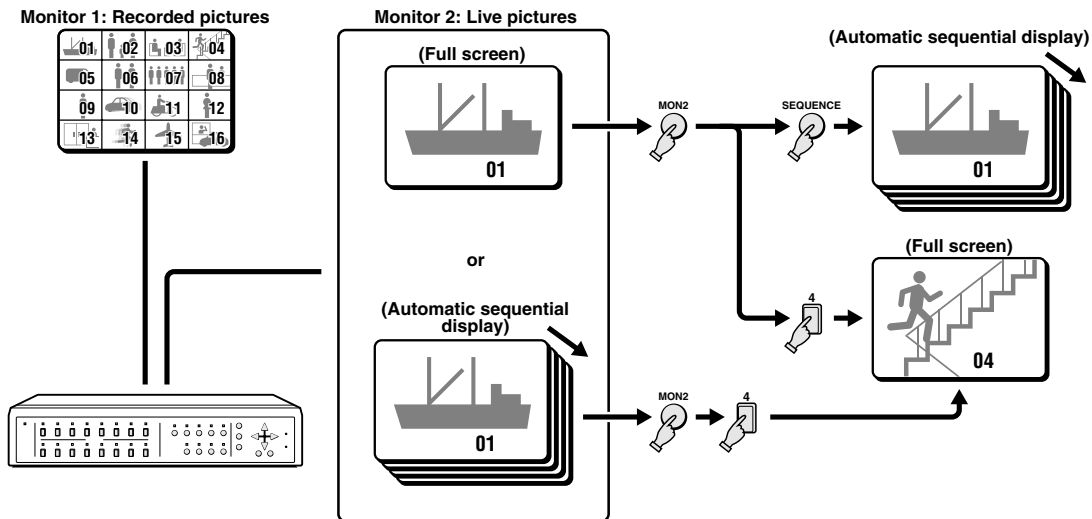 Monitor 1: Recorded pictures
01 02 03 04
05 06 07 08
09 10 11 12
13 14 15 16
Monitor 2: Live pictures
(Full screen)
01
or
(Automatic sequential
display)
01
MON2
SEQUENCE
(Automatic sequential display)
01
4
(Full screen)
04
MON2
4